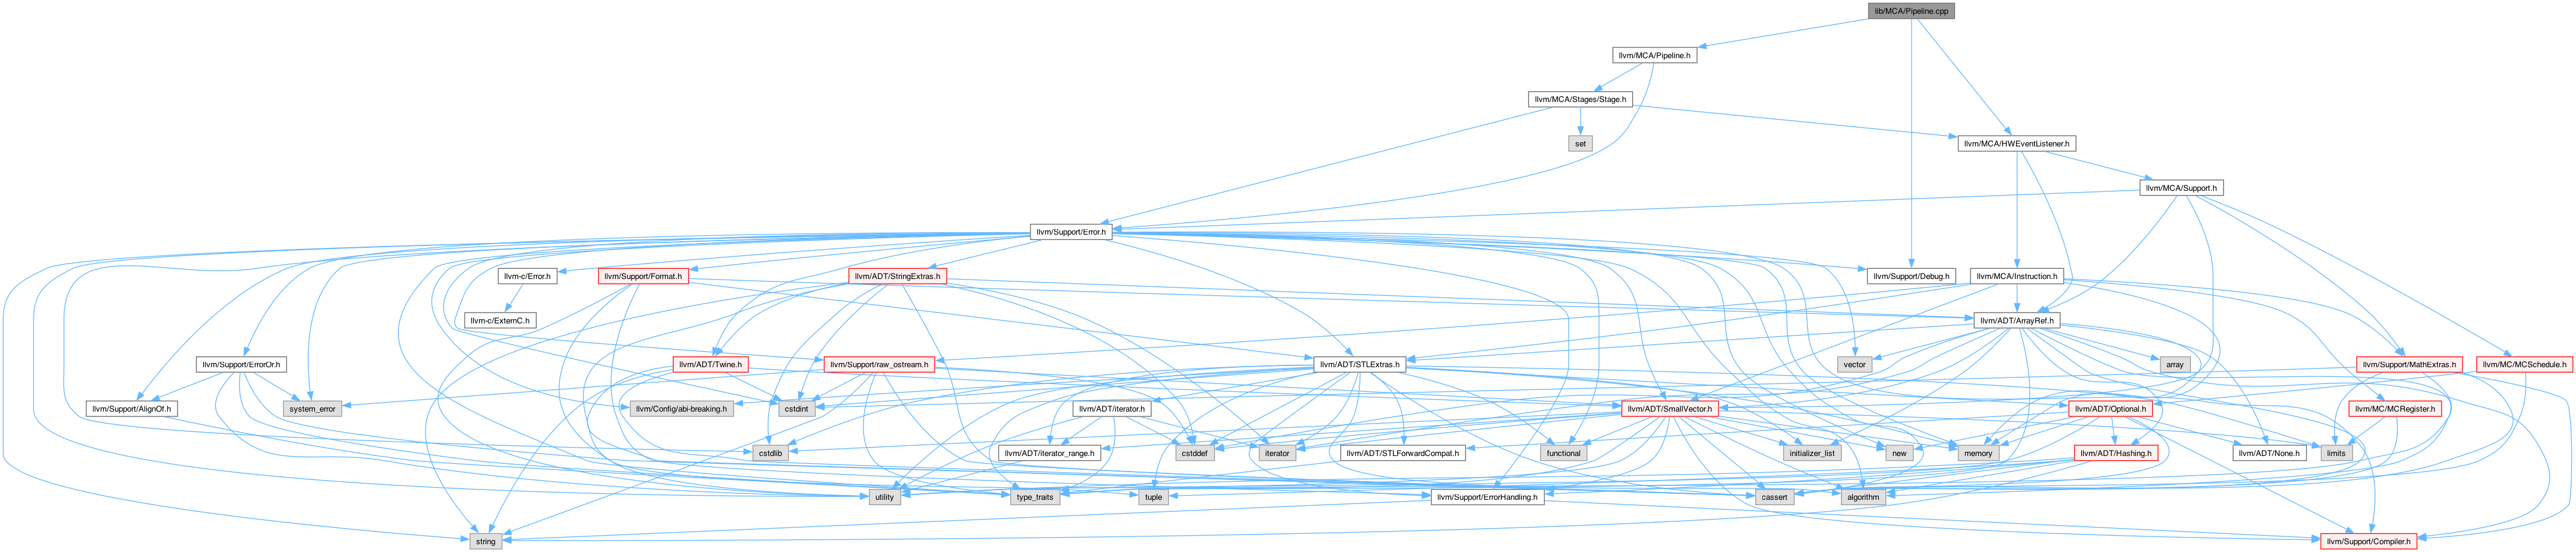 lib/MCA/Pipeline.cpp
llvm/MCA/Pipeline.h
llvm/MCA/Stages/Stage.h
set
llvm/MCA/HWEventListener.h
llvm/MCA/Support.h
llvm/Support/Error.h
llvm-c/Error.h
llvm/Support/Format.h
llvm/ADT/StringExtras.h
llvm/Support/Debug.h
llvm/MCA/Instruction.h
llvm-c/ExternC.h
llvm/ADT/ArrayRef.h
llvm/Support/ErrorOr.h
llvm/ADT/Twine.h
llvm/Support/raw_ostream.h
llvm/ADT/STLExtras.h
vector
array
llvm/Support/MathExtras.h
llvm/MC/MCSchedule.h
llvm/Support/AlignOf.h
system_error
llvm/Config/abi-breaking.h
cstdint
llvm/ADT/iterator.h
llvm/ADT/SmallVector.h
llvm/ADT/Optional.h
llvm/MC/MCRegister.h
cstdlib
llvm/ADT/iterator_range.h
cstddef
iterator
llvm/ADT/STLForwardCompat.h
functional
initializer_list
new
memory
llvm/ADT/Hashing.h
llvm/ADT/None.h
limits
utility
type_traits
tuple
llvm/Support/ErrorHandling.h
cassert
algorithm
string
llvm/Support/Compiler.h